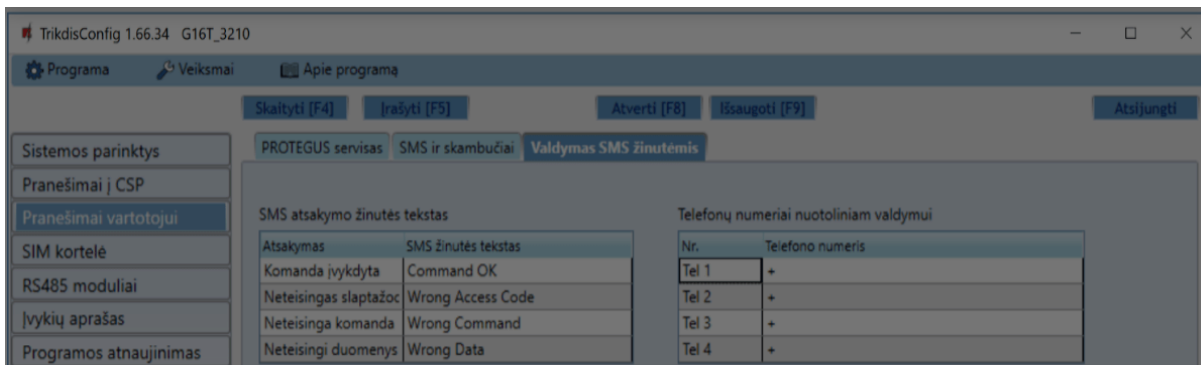 TrikdisConfig 1.66.34 G16T_3210
Programa Veiksmai Apie programą
Skaityti [F4] Įrašyti [F5] Atverti [F8] Išsaugoti [F9] Atsijungti
Sistemos parinktys
Pranešimai į CSP
Pranešimai vartotojui
SIM kortelė
RS485 moduliai
Įvykių aprašas
Programos atnaujinimas
PROTEGUS servisas SMS ir skambučiai Valdymas SMS žinutėmis
SMS atsakymo žinutės tekstas
Atsakymas SMS žinutės tekstas
Komanda įvykdyta Command OK
Neteisingas slaptažoc Wrong Access Code
Neteisinga komanda Wrong Command
Neteisingi duomenys Wrong Data
Telefonų numeriai nuotoliniam valdymui
Nr. Telefono numeris
Tel 1 +
Tel 2 +
Tel 3 +
Tel 4 +